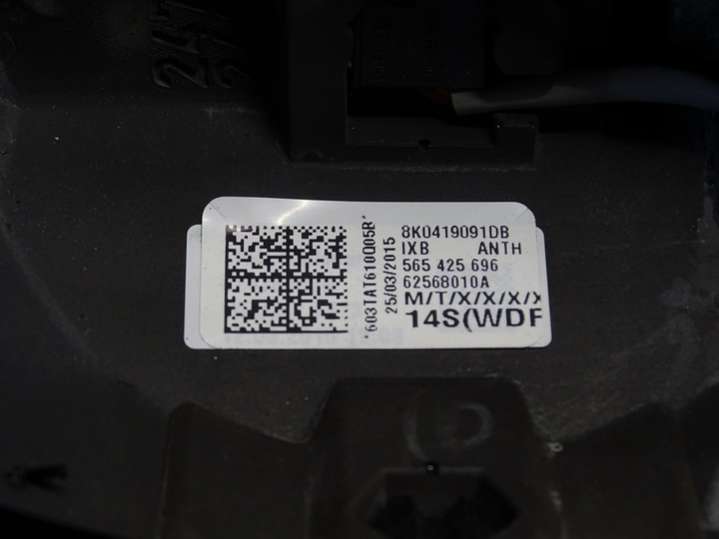 8K0419091DB
IXB ANTH
565 425 696
62568010A
M/T/X/X/X/X
14S(WDF
*603TAT610Q05R*
25/03/2015